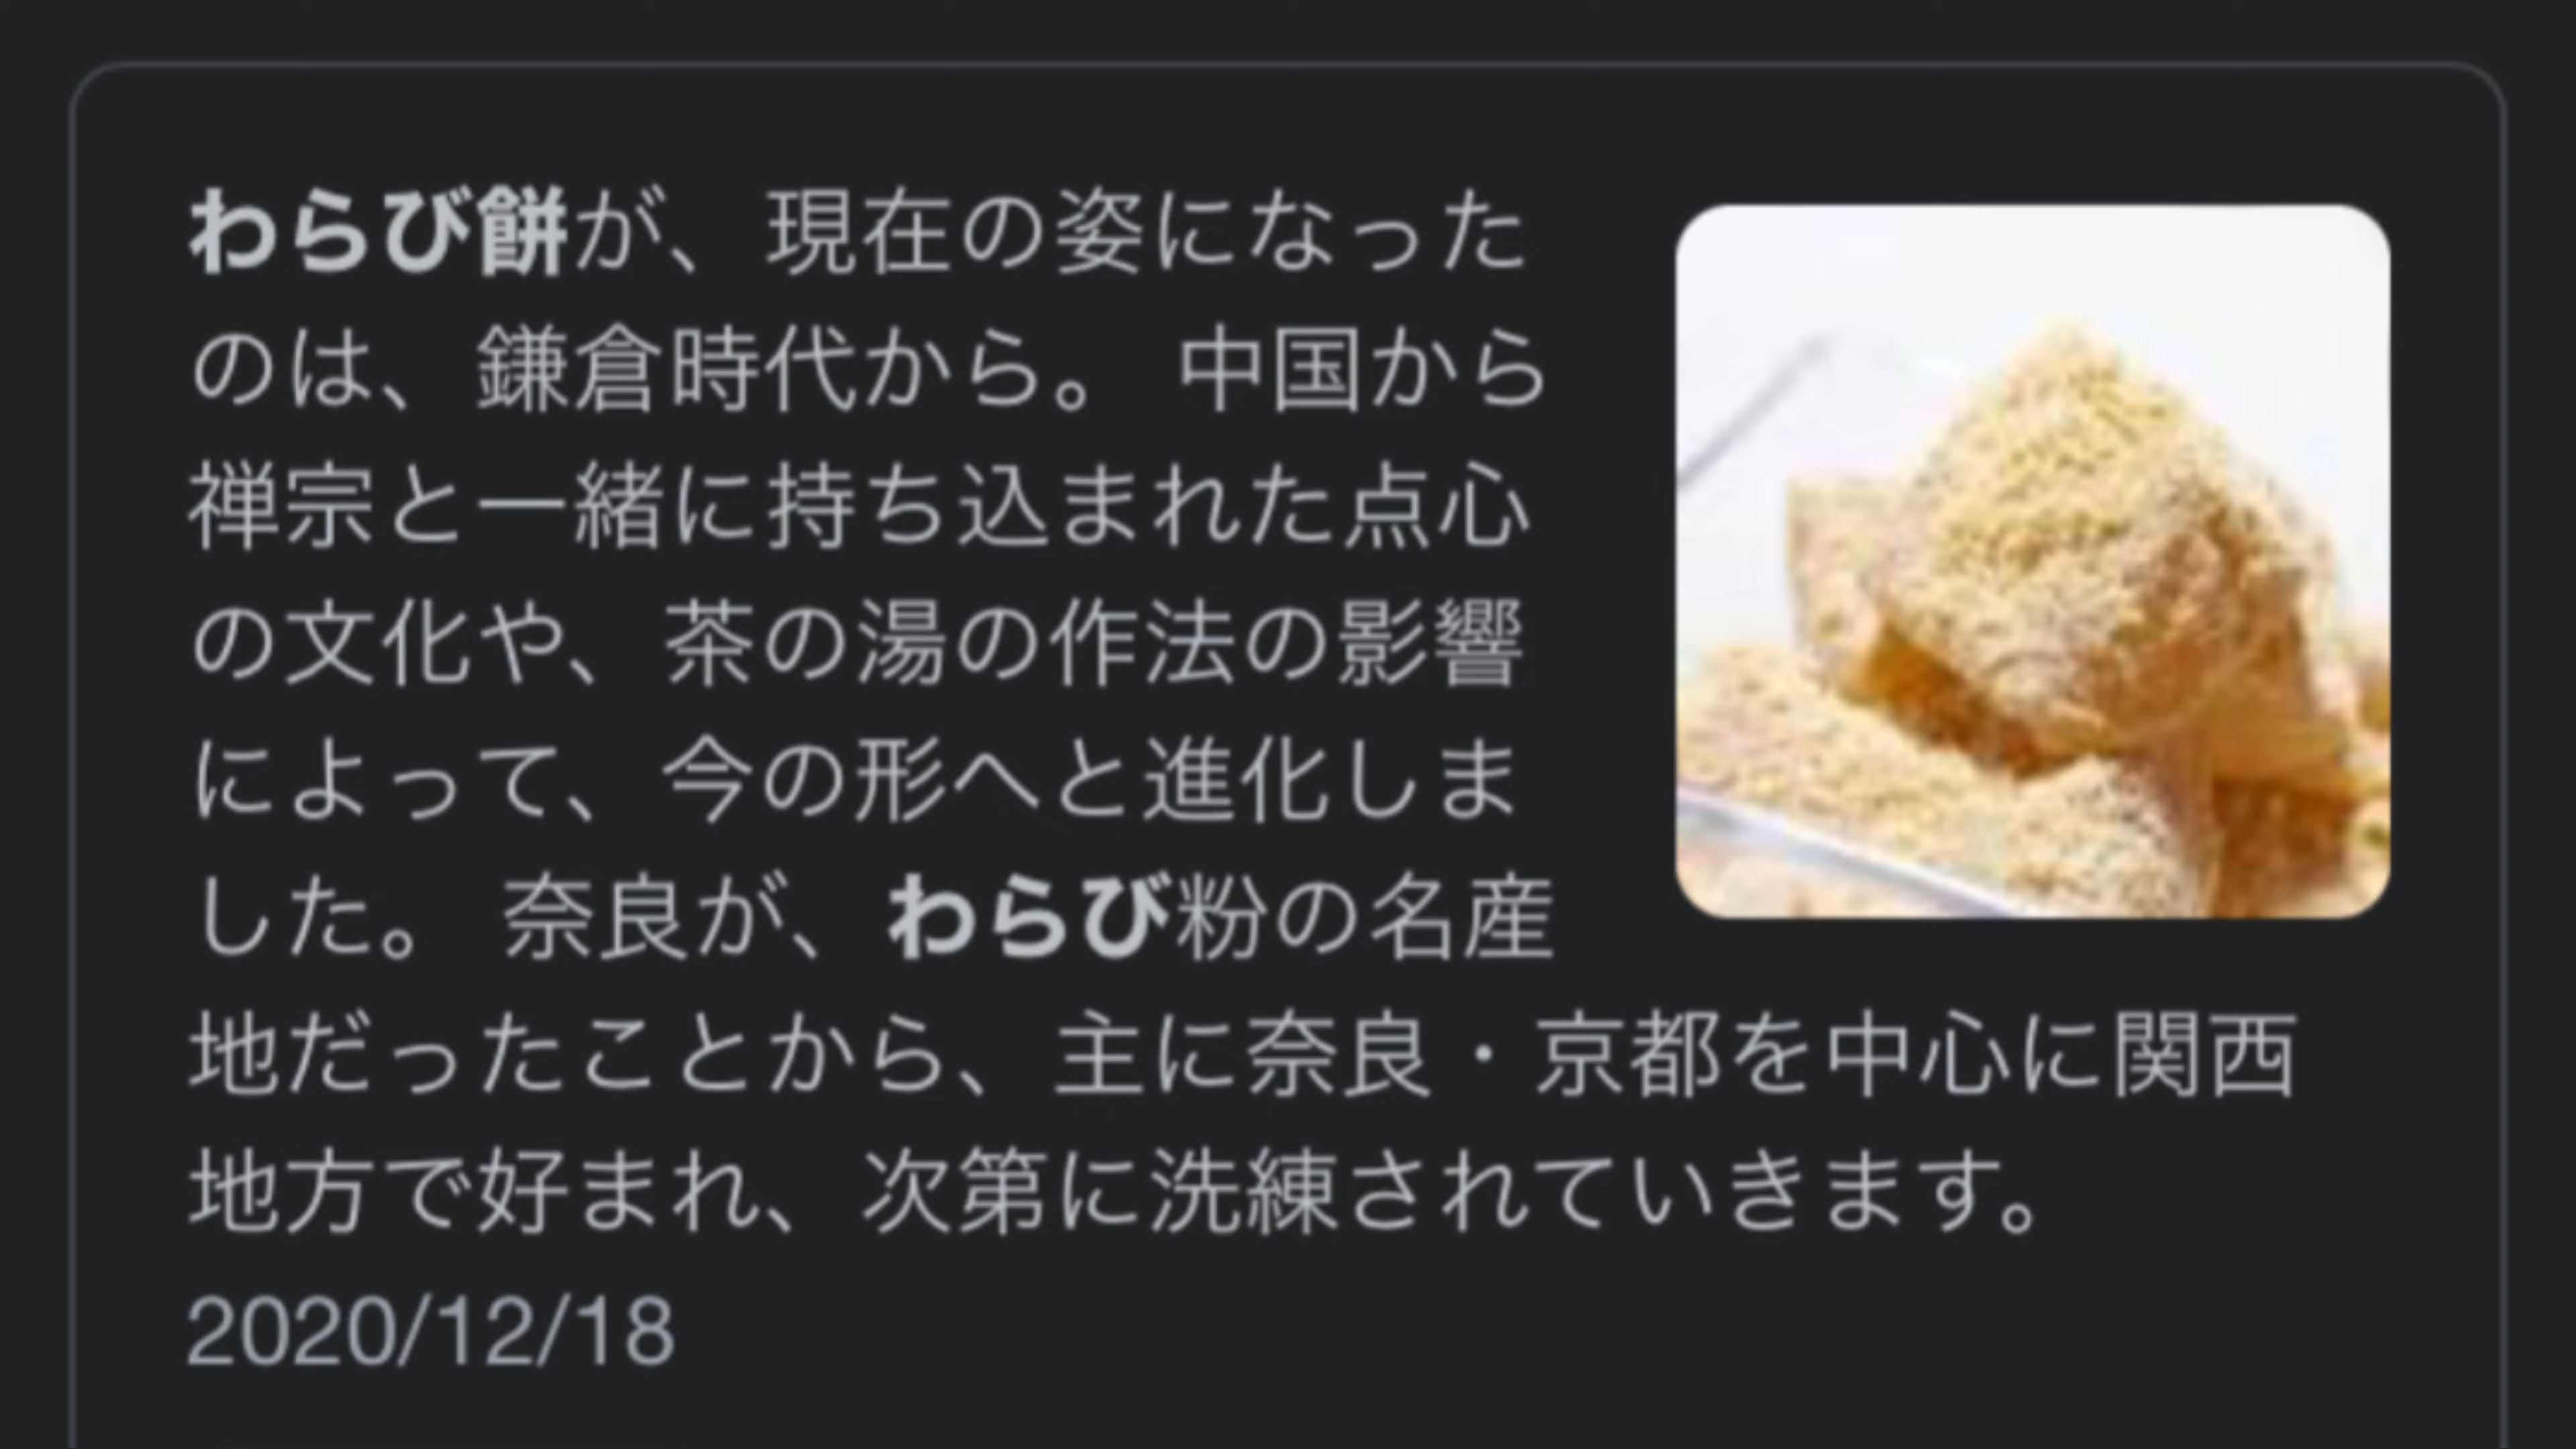 わらび餅が、現在の姿になった
のは、鎌倉時代から。 中国から
禅宗と一緒に持ち込まれた点心
の文化や、茶の湯の作法の影響
によって、今の形へと進化しま
した。 奈良が、わらび粉の名産
地だったことから、主に奈良・京都を中心に関西
地方で好まれ、次第に洗練されていきます。
2020/12/18